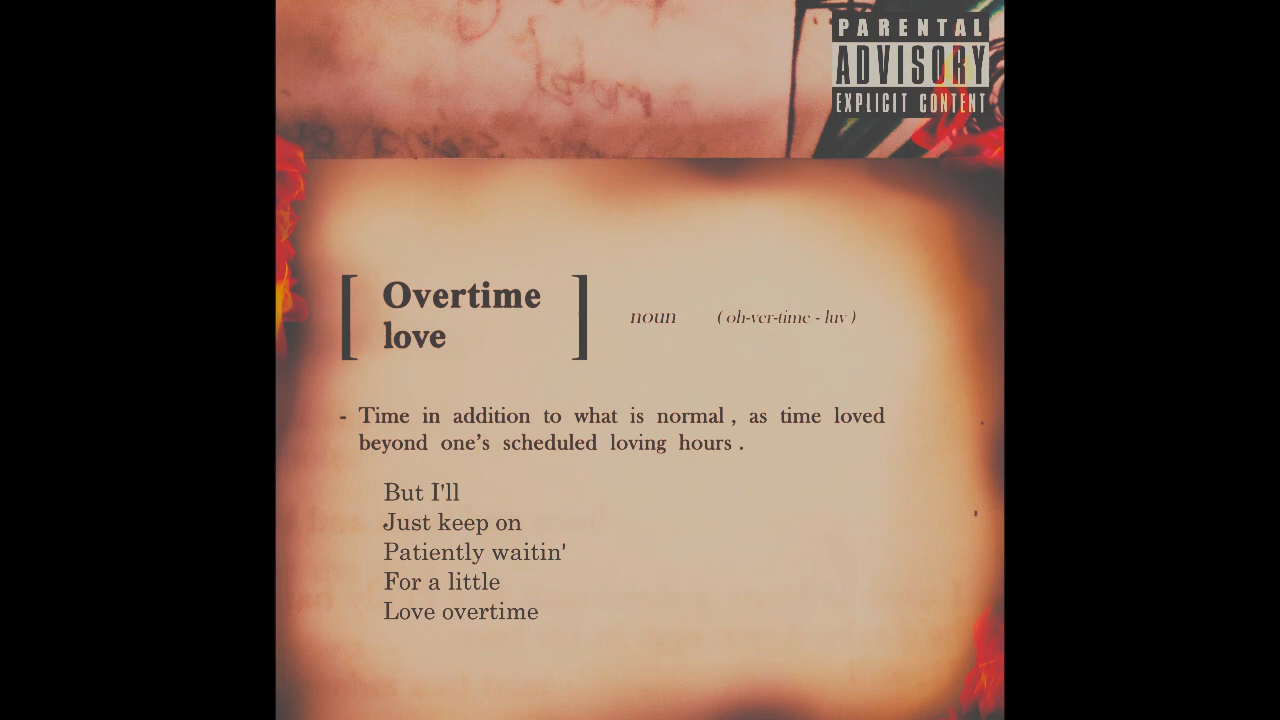 PARENTAL
ADVISORY
EXPLICIT CONTENT
[ Overtime
love ]
noun ( oh-ver-time - luv )
- Time in addition to what is normal , as time loved
beyond one's scheduled loving hours .
But I'll
Just keep on
Patiently waitin'
For a little
Love overtime